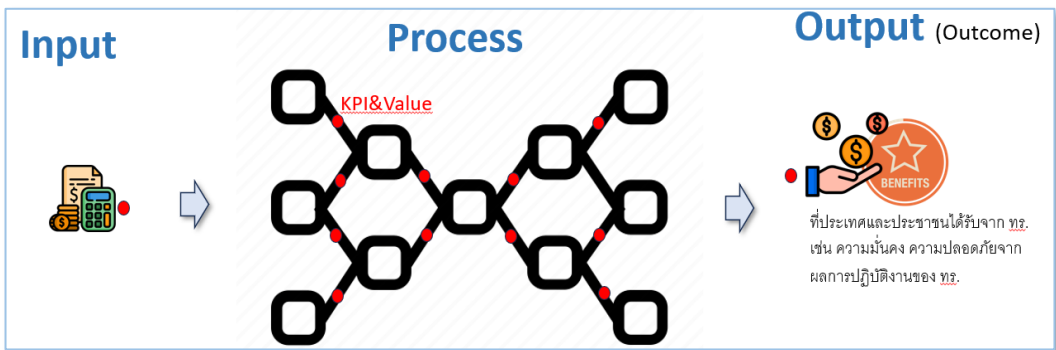 Input
Process
Output (Outcome)
KPI&Value
BENEFITS
ที่ประเทศและประชาชนได้รับจาก ทร.
เช่น ความมั่นคง ความปลอดภัยจาก
ผลการปฏิบัติงานของ ทร.